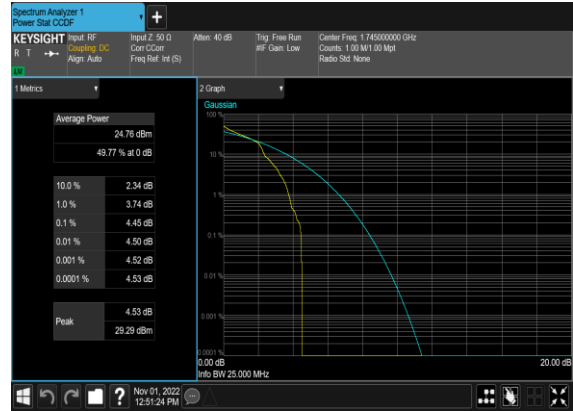 Spectrum Analyzer 1
Power Stat CCDF
KEYSIGHT
R T
LXI
Input: RF
Coupling: DC
Align: Auto
Input Z: 50 Ω
Corr CCorr
Freq Ref: Int (S)
Atten: 40 dB
Trig: Free Run
#IF Gain: Low
Center Freq: 1.745000000 GHz
Counts: 1.00 M/1.00 Mpt
Radio Std: None
1 Metrics
Average Power
24.76 dBm
49.77 % at 0 dB
10.0 % 2.34 dB
1.0 % 3.74 dB
0.1 % 4.45 dB
0.01 % 4.50 dB
0.001 % 4.52 dB
0.0001 % 4.53 dB
Peak
4.53 dB
29.29 dBm
2 Graph
Gaussian
100 %
10 %
1 %
0.1 %
0.01 %
0.001 %
0.0001 %
0.00 dB 20.00 dB
Info BW 25.000 MHz
?
Nov 01, 2022
12:51:24 PM